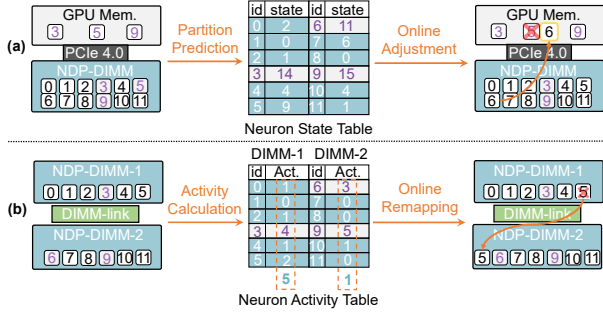 (a)
GPU Mem.
3 5 9
PCIe 4.0
NDP-DIMM
0 1 2 3 4 5
6 7 8 9 10 11
Partition
Prediction
id state id state
0 2 6 11
1 0 7 6
2 1 8 0
3 14 9 15
4 4 10 4
5 9 11 1
Neuron State Table
Online
Adjustment
GPU Mem.
3 6 9
PCIe 4.0
NDP-DIMM
0 1 2 3 4 5
6 7 8 9 10 11
(b)
NDP-DIMM-1
0 1 2 3 4 5
DIMM-link
NDP-DIMM-2
6 7 8 9 10 11
Activity
Calculation
DIMM-1 DIMM-2
id Act. id Act.
0 1 6 3
1 0 7 0
2 1 8 0
3 4 9 5
4 1 10 1
5 2 11 0
5 1
Neuron Activity Table
Online
Remapping
NDP-DIMM-1
0 1 2 3 4 5
DIMM-link
NDP-DIMM-2
5 6 7 8 9 10 11